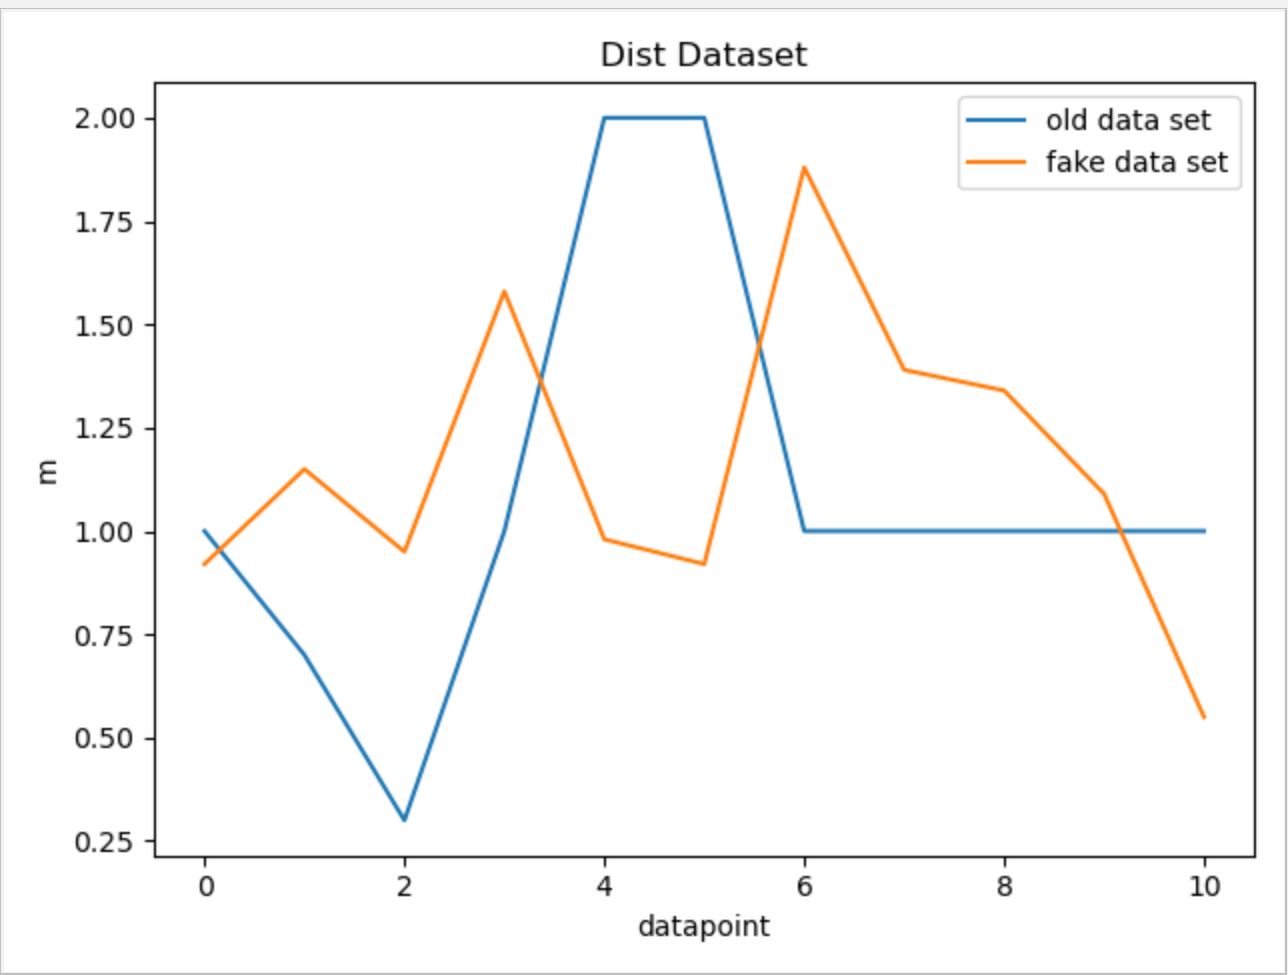 Dist Dataset
old data set
fake data set
2.00
1.75
1.50
1.25
1.00
0.75
0.50
0.25
m
0 2 4 6 8 10
datapoint